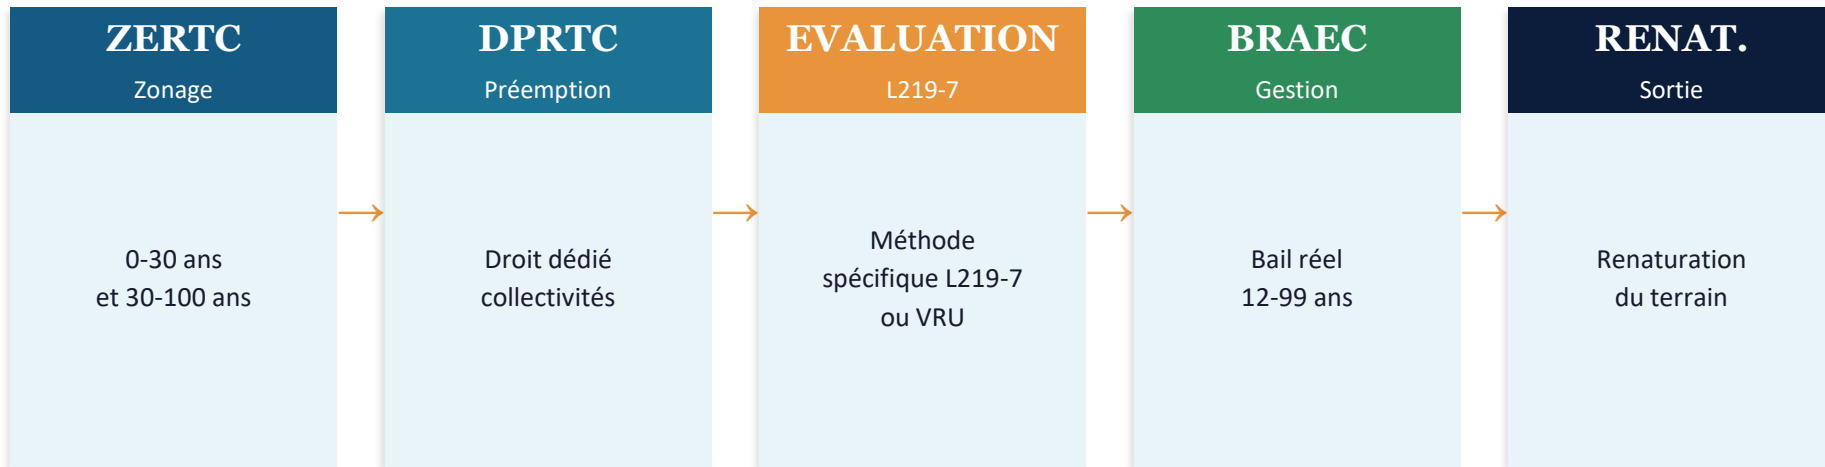 ZERTC
Zonage
0-30 ans
et 30-100 ans
→
DPRTC
Préemption
Droit dédié
collectivités
→
EVALUATION
L219-7
Méthode
spécifique L219-7
ou VRU
→
BRAEC
Gestion
Bail réel
12-99 ans
→
RENAT.
Sortie
Renaturation
du terrain